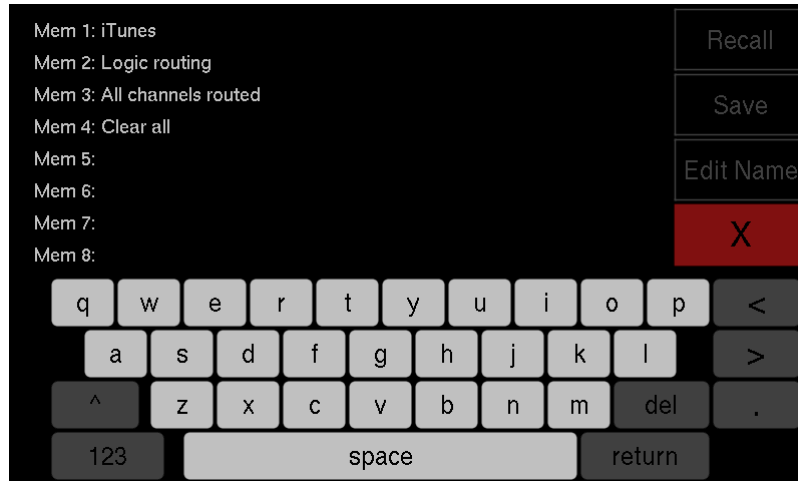 Mem 1: iTunes
Mem 2: Logic routing
Mem 3: All channels routed
Mem 4: Clear all
Mem 5:
Mem 6:
Mem 7:
Mem 8:
Recall
Save
Edit Name
X
q w e r t y u i o p <
a s d f g h j k l >
^ z x c v b n m del .
123 space return